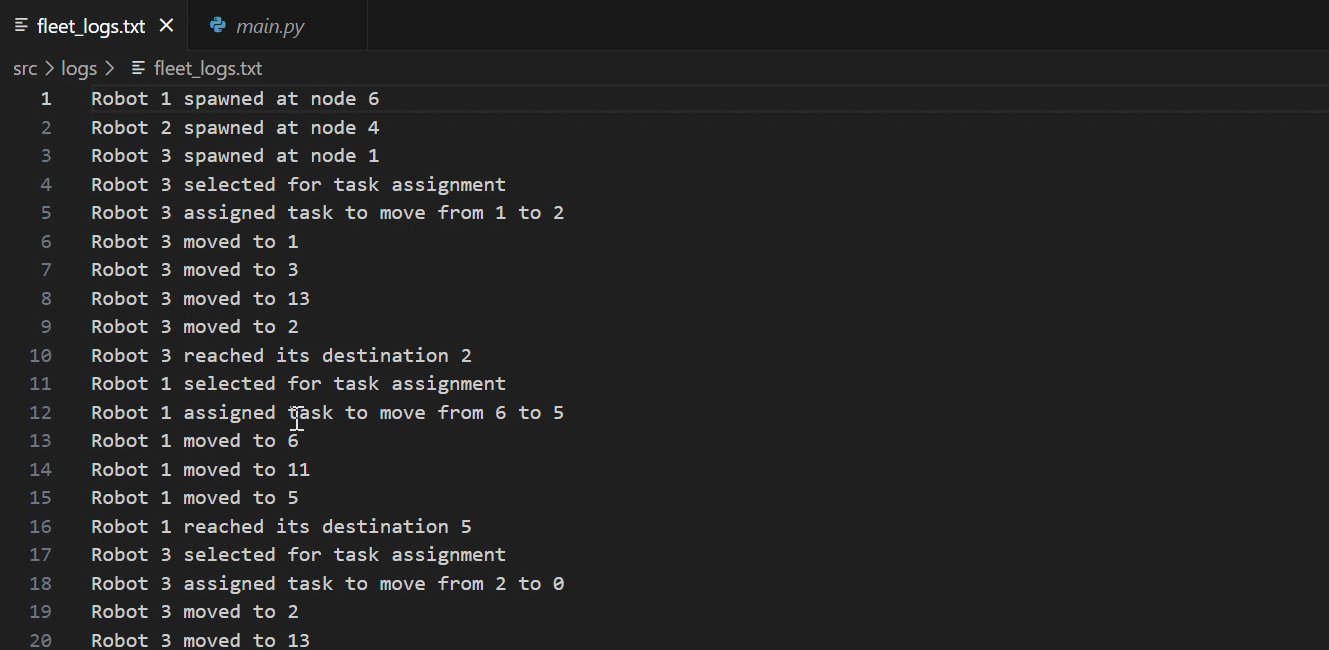 fleet_logs.txt main.py
src > logs > fleet_logs.txt
1 Robot 1 spawned at node 6
2 Robot 2 spawned at node 4
3 Robot 3 spawned at node 1
4 Robot 3 selected for task assignment
5 Robot 3 assigned task to move from 1 to 2
6 Robot 3 moved to 1
7 Robot 3 moved to 3
8 Robot 3 moved to 13
9 Robot 3 moved to 2
10 Robot 3 reached its destination 2
11 Robot 1 selected for task assignment
12 Robot 1 assigned task to move from 6 to 5
13 Robot 1 moved to 6
14 Robot 1 moved to 11
15 Robot 1 moved to 5
16 Robot 1 reached its destination 5
17 Robot 3 selected for task assignment
18 Robot 3 assigned task to move from 2 to 0
19 Robot 3 moved to 2
20 Robot 3 moved to 13